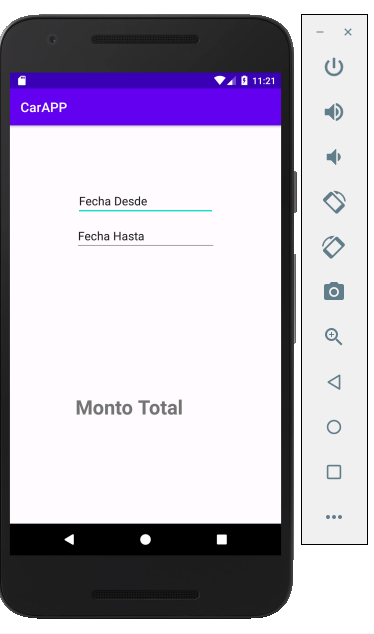 11:21
CarAPP
Fecha Desde
Fecha Hasta
Monto Total